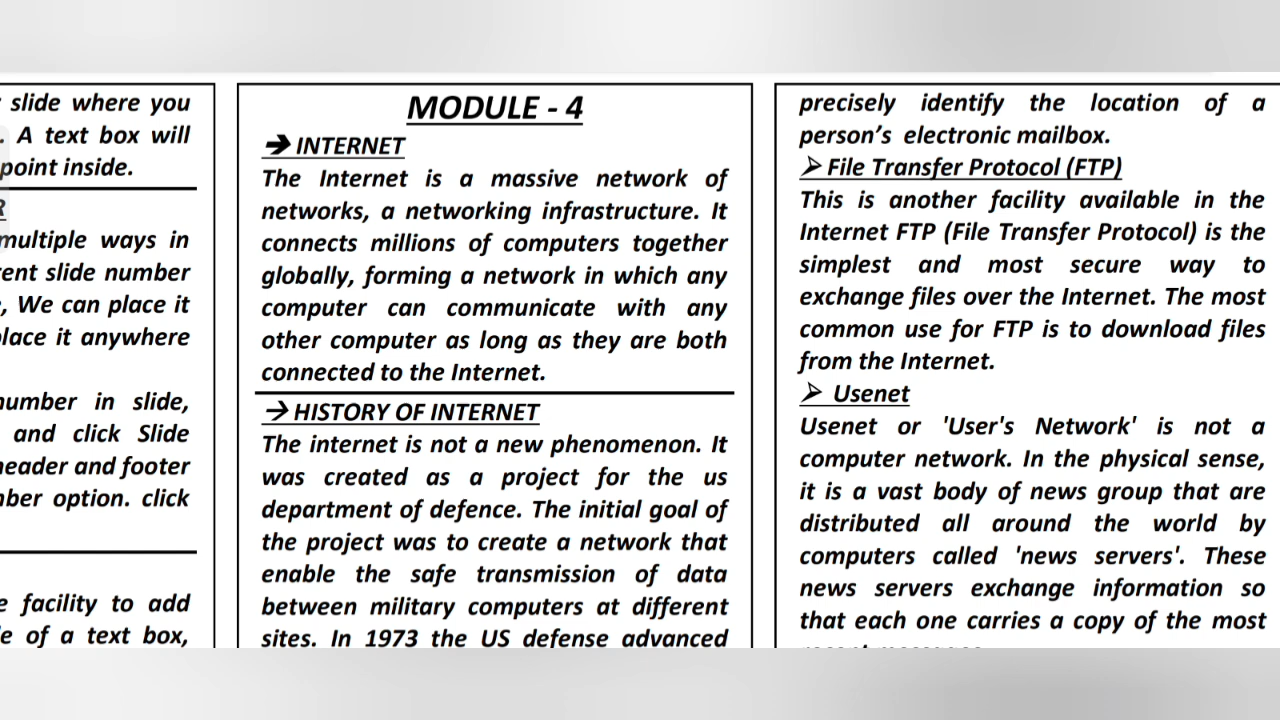 slide where you
. A text box will
point inside.
R
multiple ways in
rent slide number
, We can place it
place it anywhere
number in slide,
and click Slide
header and footer
mber option. click
e facility to add
le of a text box,
MODULE - 4
➔ INTERNET
The Internet is a massive network of
networks, a networking infrastructure. It
connects millions of computers together
globally, forming a network in which any
computer can communicate with any
other computer as long as they are both
connected to the Internet.
→ HISTORY OF INTERNET
The internet is not a new phenomenon. It
was created as a project for the us
department of defence. The initial goal of
the project was to create a network that
enable the safe transmission of data
between military computers at different
sites. In 1973 the US defense advanced
precisely identify the location of a
person’s electronic mailbox.
➢ File Transfer Protocol (FTP)
This is another facility available in the
Internet FTP (File Transfer Protocol) is the
simplest and most secure way to
exchange files over the Internet. The most
common use for FTP is to download files
from the Internet.
➢ Usenet
Usenet or 'User's Network' is not a
computer network. In the physical sense,
it is a vast body of news group that are
distributed all around the world by
computers called 'news servers'. These
news servers exchange information so
that each one carries a copy of the most